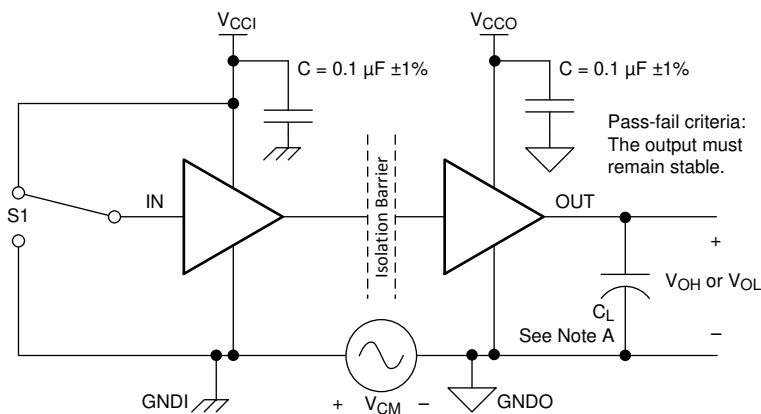 VCCI
VCCO
C = 0.1 µF ±1%
C = 0.1 µF ±1%
Pass-fail criteria:
The output must
remain stable.
Isolation Barrier
IN
OUT
S1
+
VOH or VOL
CL
See Note A
–
GNDI
+ VCM –
GNDO